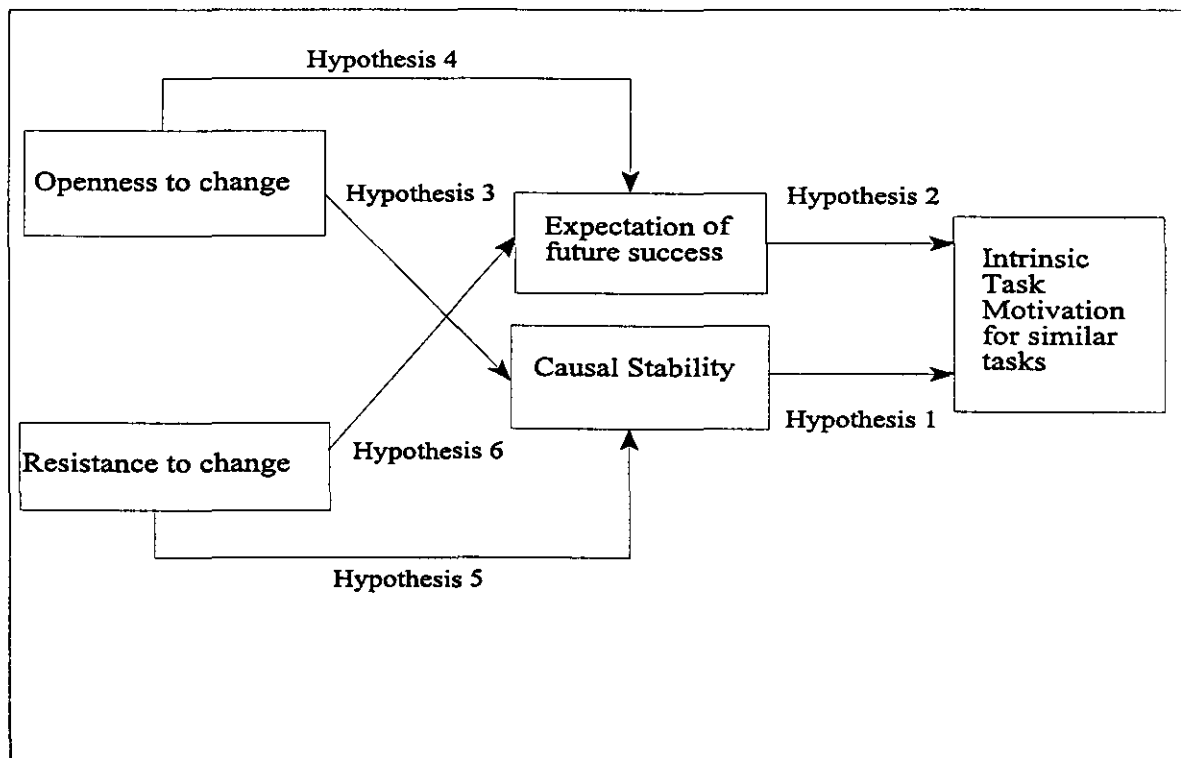 Hypothesis 4
Openness to change
Hypothesis 3
Expectation of
future success
Hypothesis 2
Intrinsic
Task
Motivation
for similar
tasks
Causal Stability
Hypothesis 1
Resistance to change
Hypothesis 6
Hypothesis 5